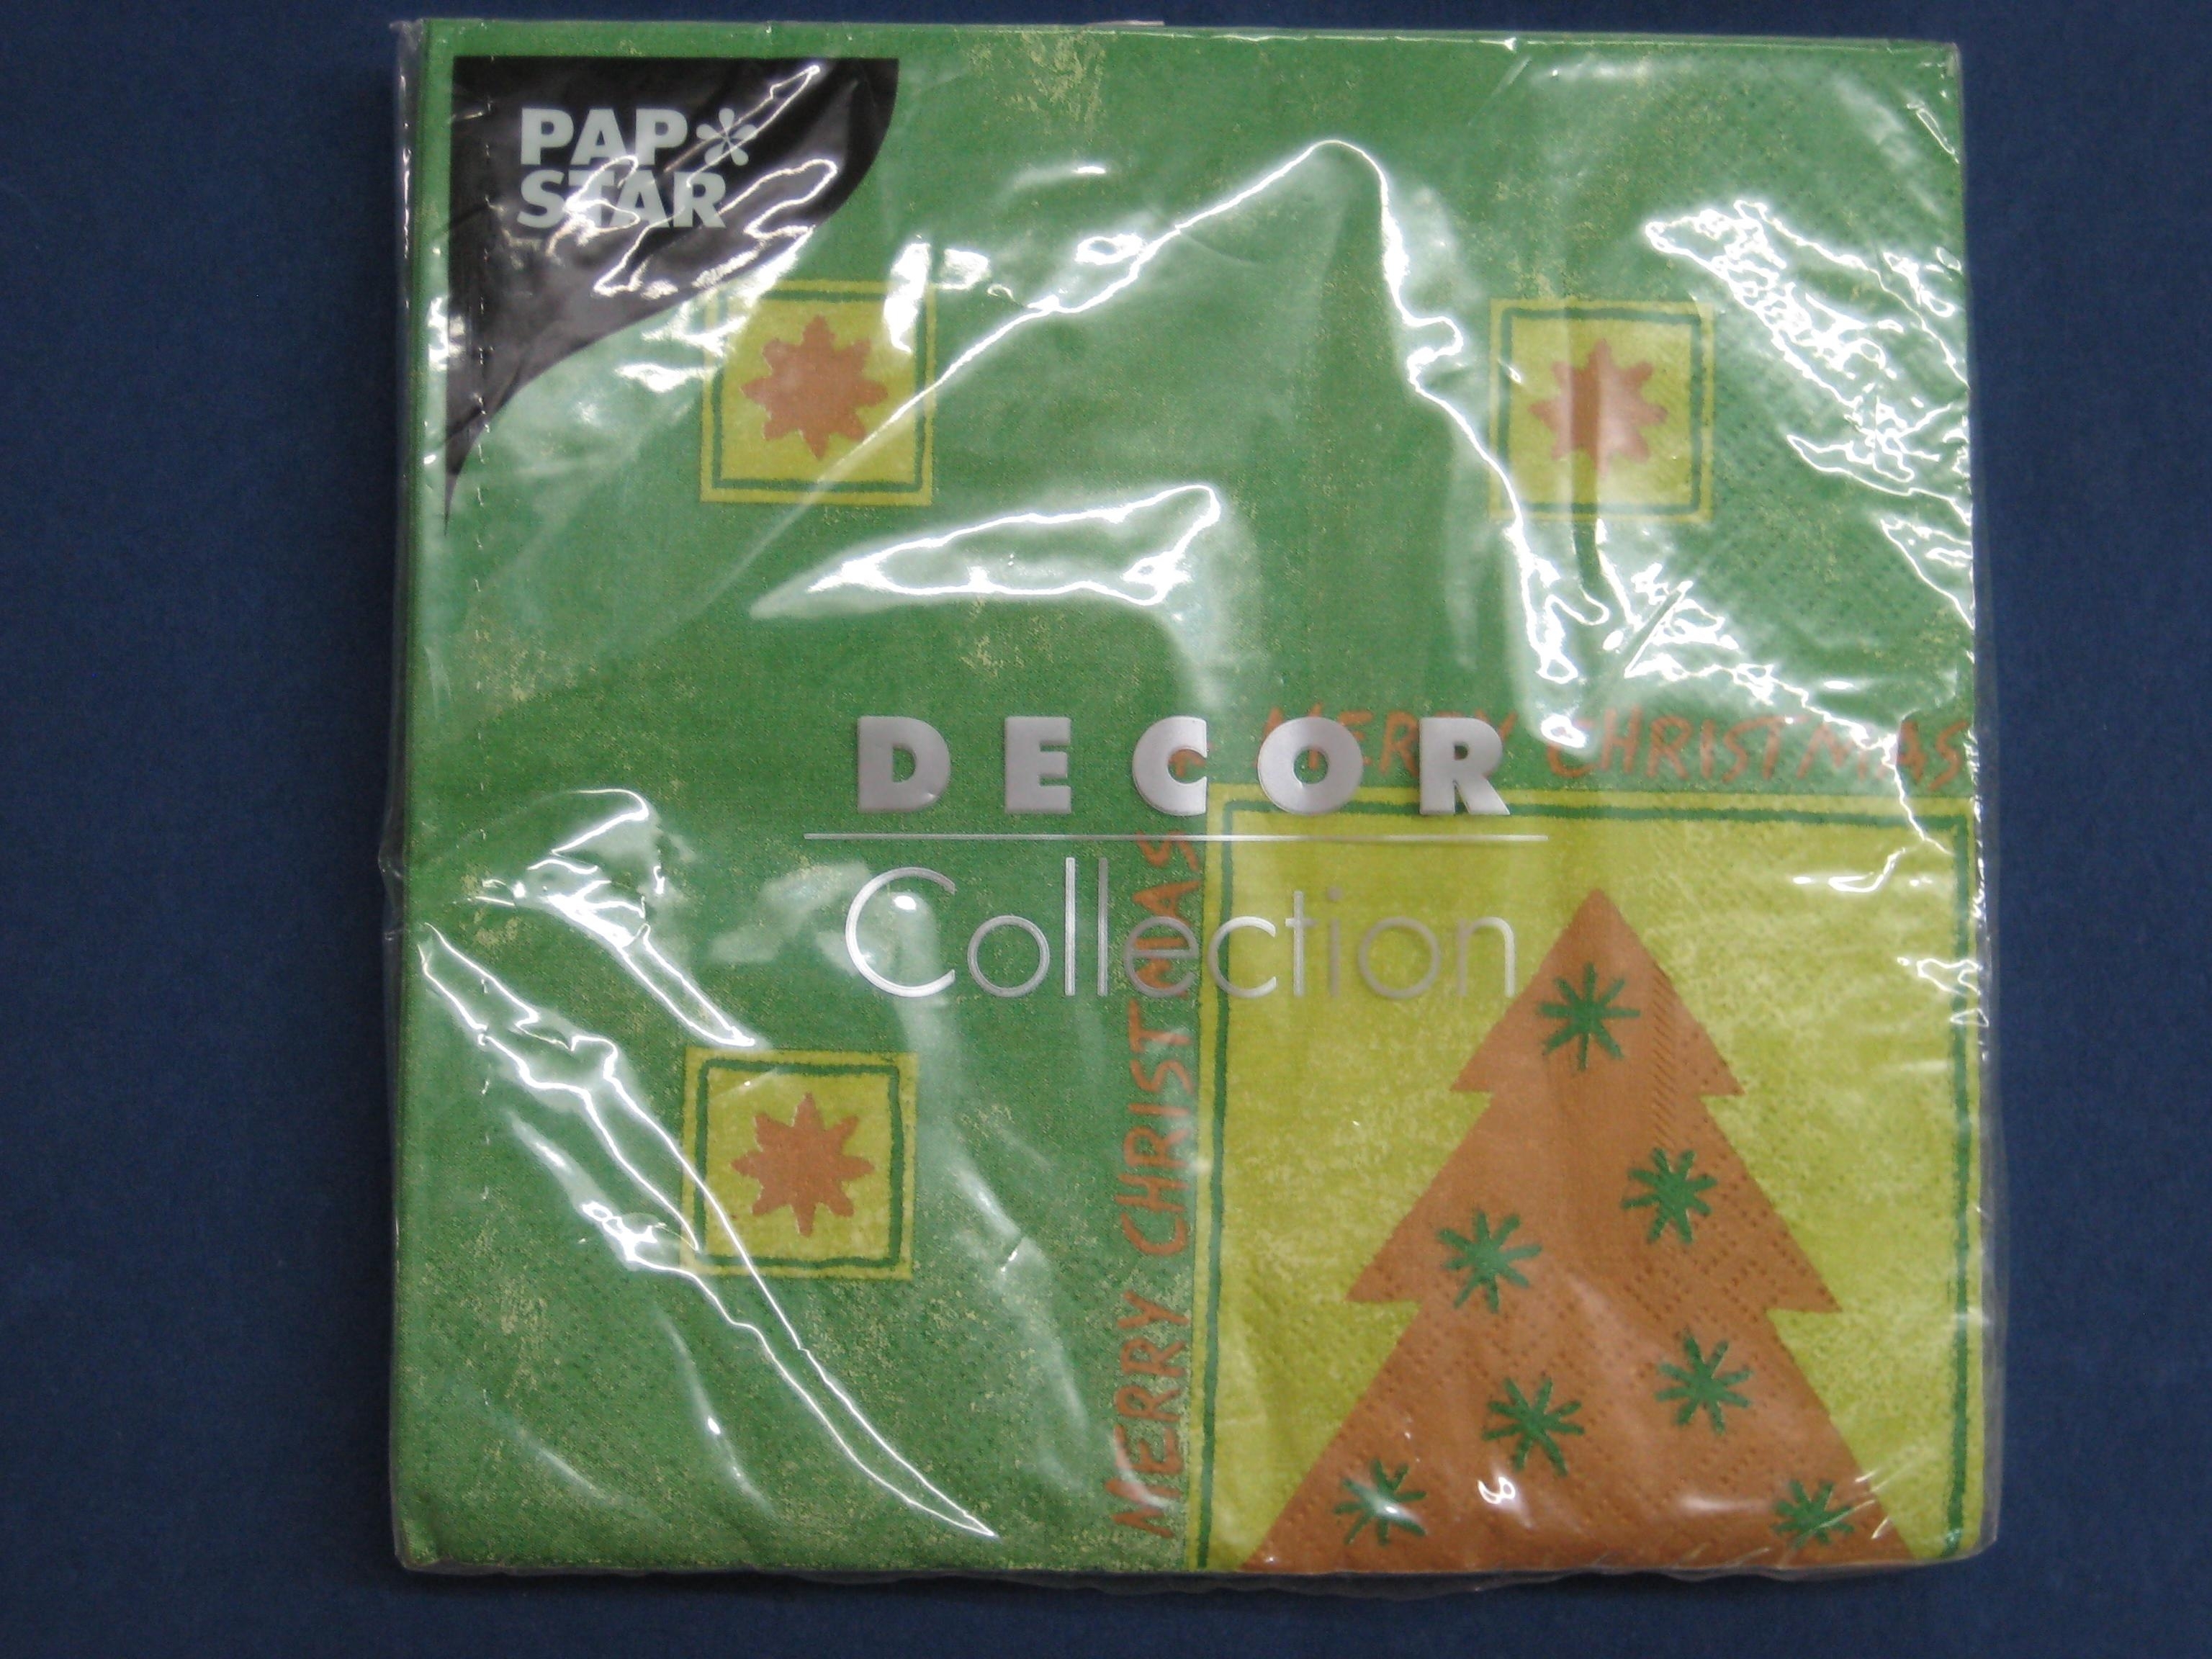 PAP
STAR
DECOR
MERRY CHRISTMAS
Collection
MERRY CHRISTMAS